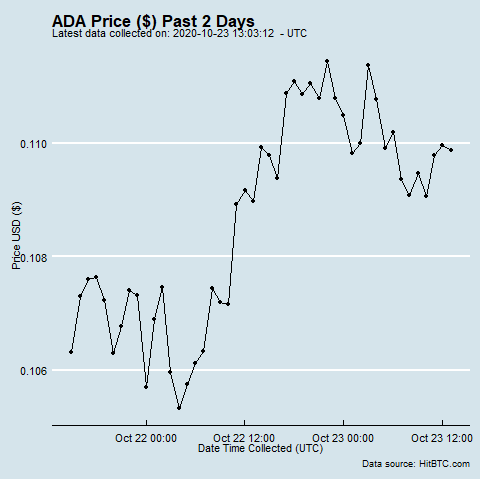 ADA Price ($) Past 2 Days
Latest data collected on: 2020-10-23 13:03:12 - UTC
0.110
0.108
0.106
Price USD ($)
Oct 22 00:00 Oct 22 12:00 Oct 23 00:00 Oct 23 12:00
Date Time Collected (UTC)
Data source: HitBTC.com